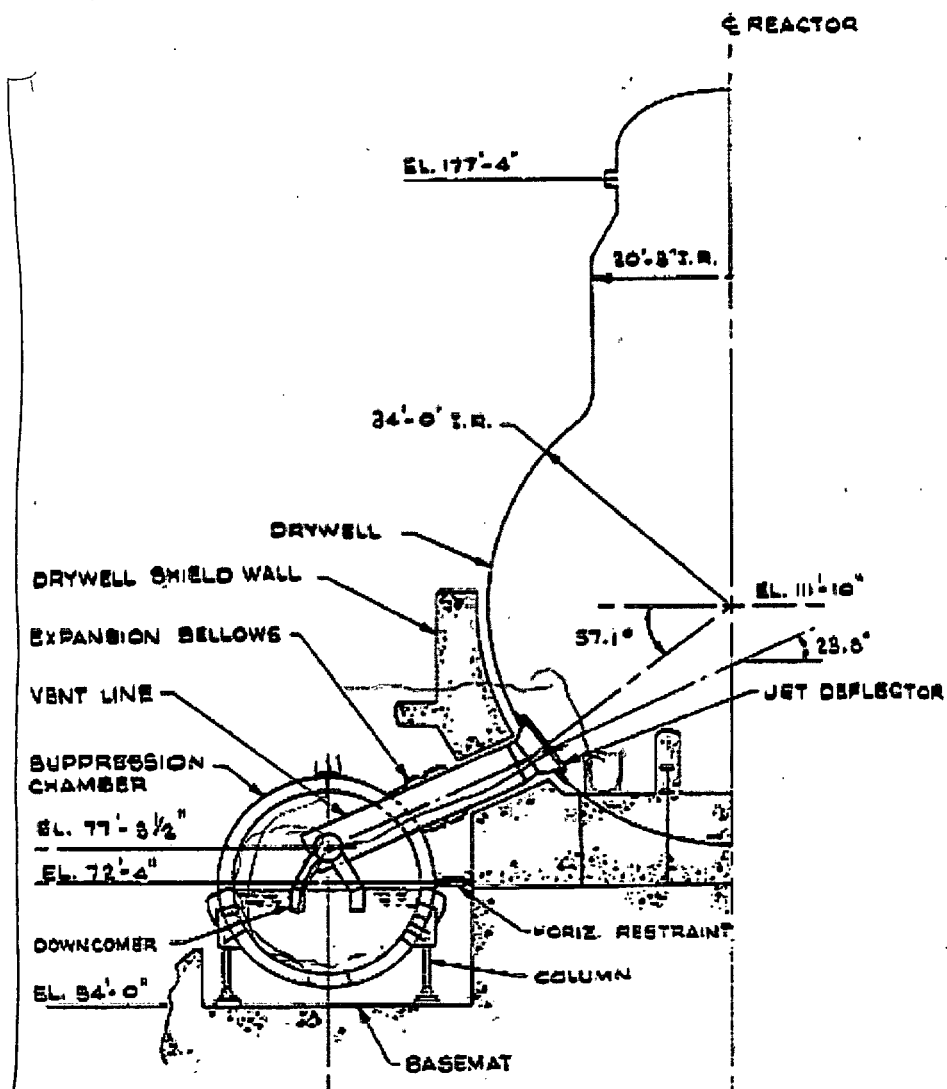 ℄ REACTOR
EL. 177'-4"
20'-3" I.R.
34'-0" I.R.
DRYWELL
DRYWELL SHIELD WALL
EL. 111'-10"
EXPANSION BELLOWS
57.1°
23.8°
VENT LINE
JET DEFLECTOR
SUPPRESSION
CHAMBER
EL. 77'-5 1/2"
EL. 72'-4"
DOWNCOMER
HORIZ. RESTRAINT
COLUMN
EL. 54'-0"
BASEMAT